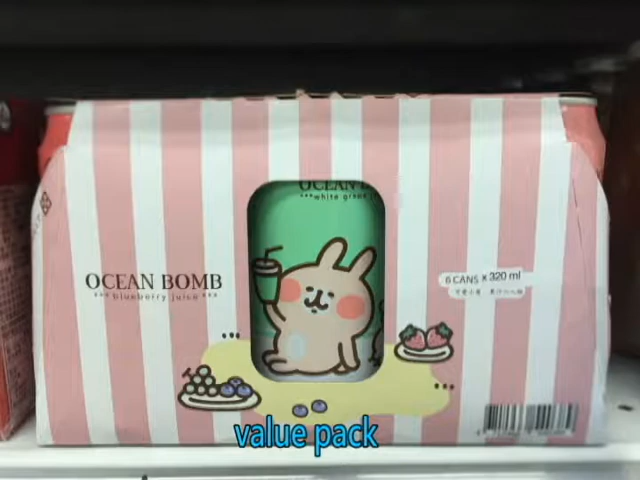 OCEAN B
***white grape j
OCEAN BOMB
***blueberry juice***
6 CANS × 320 ml
value pack